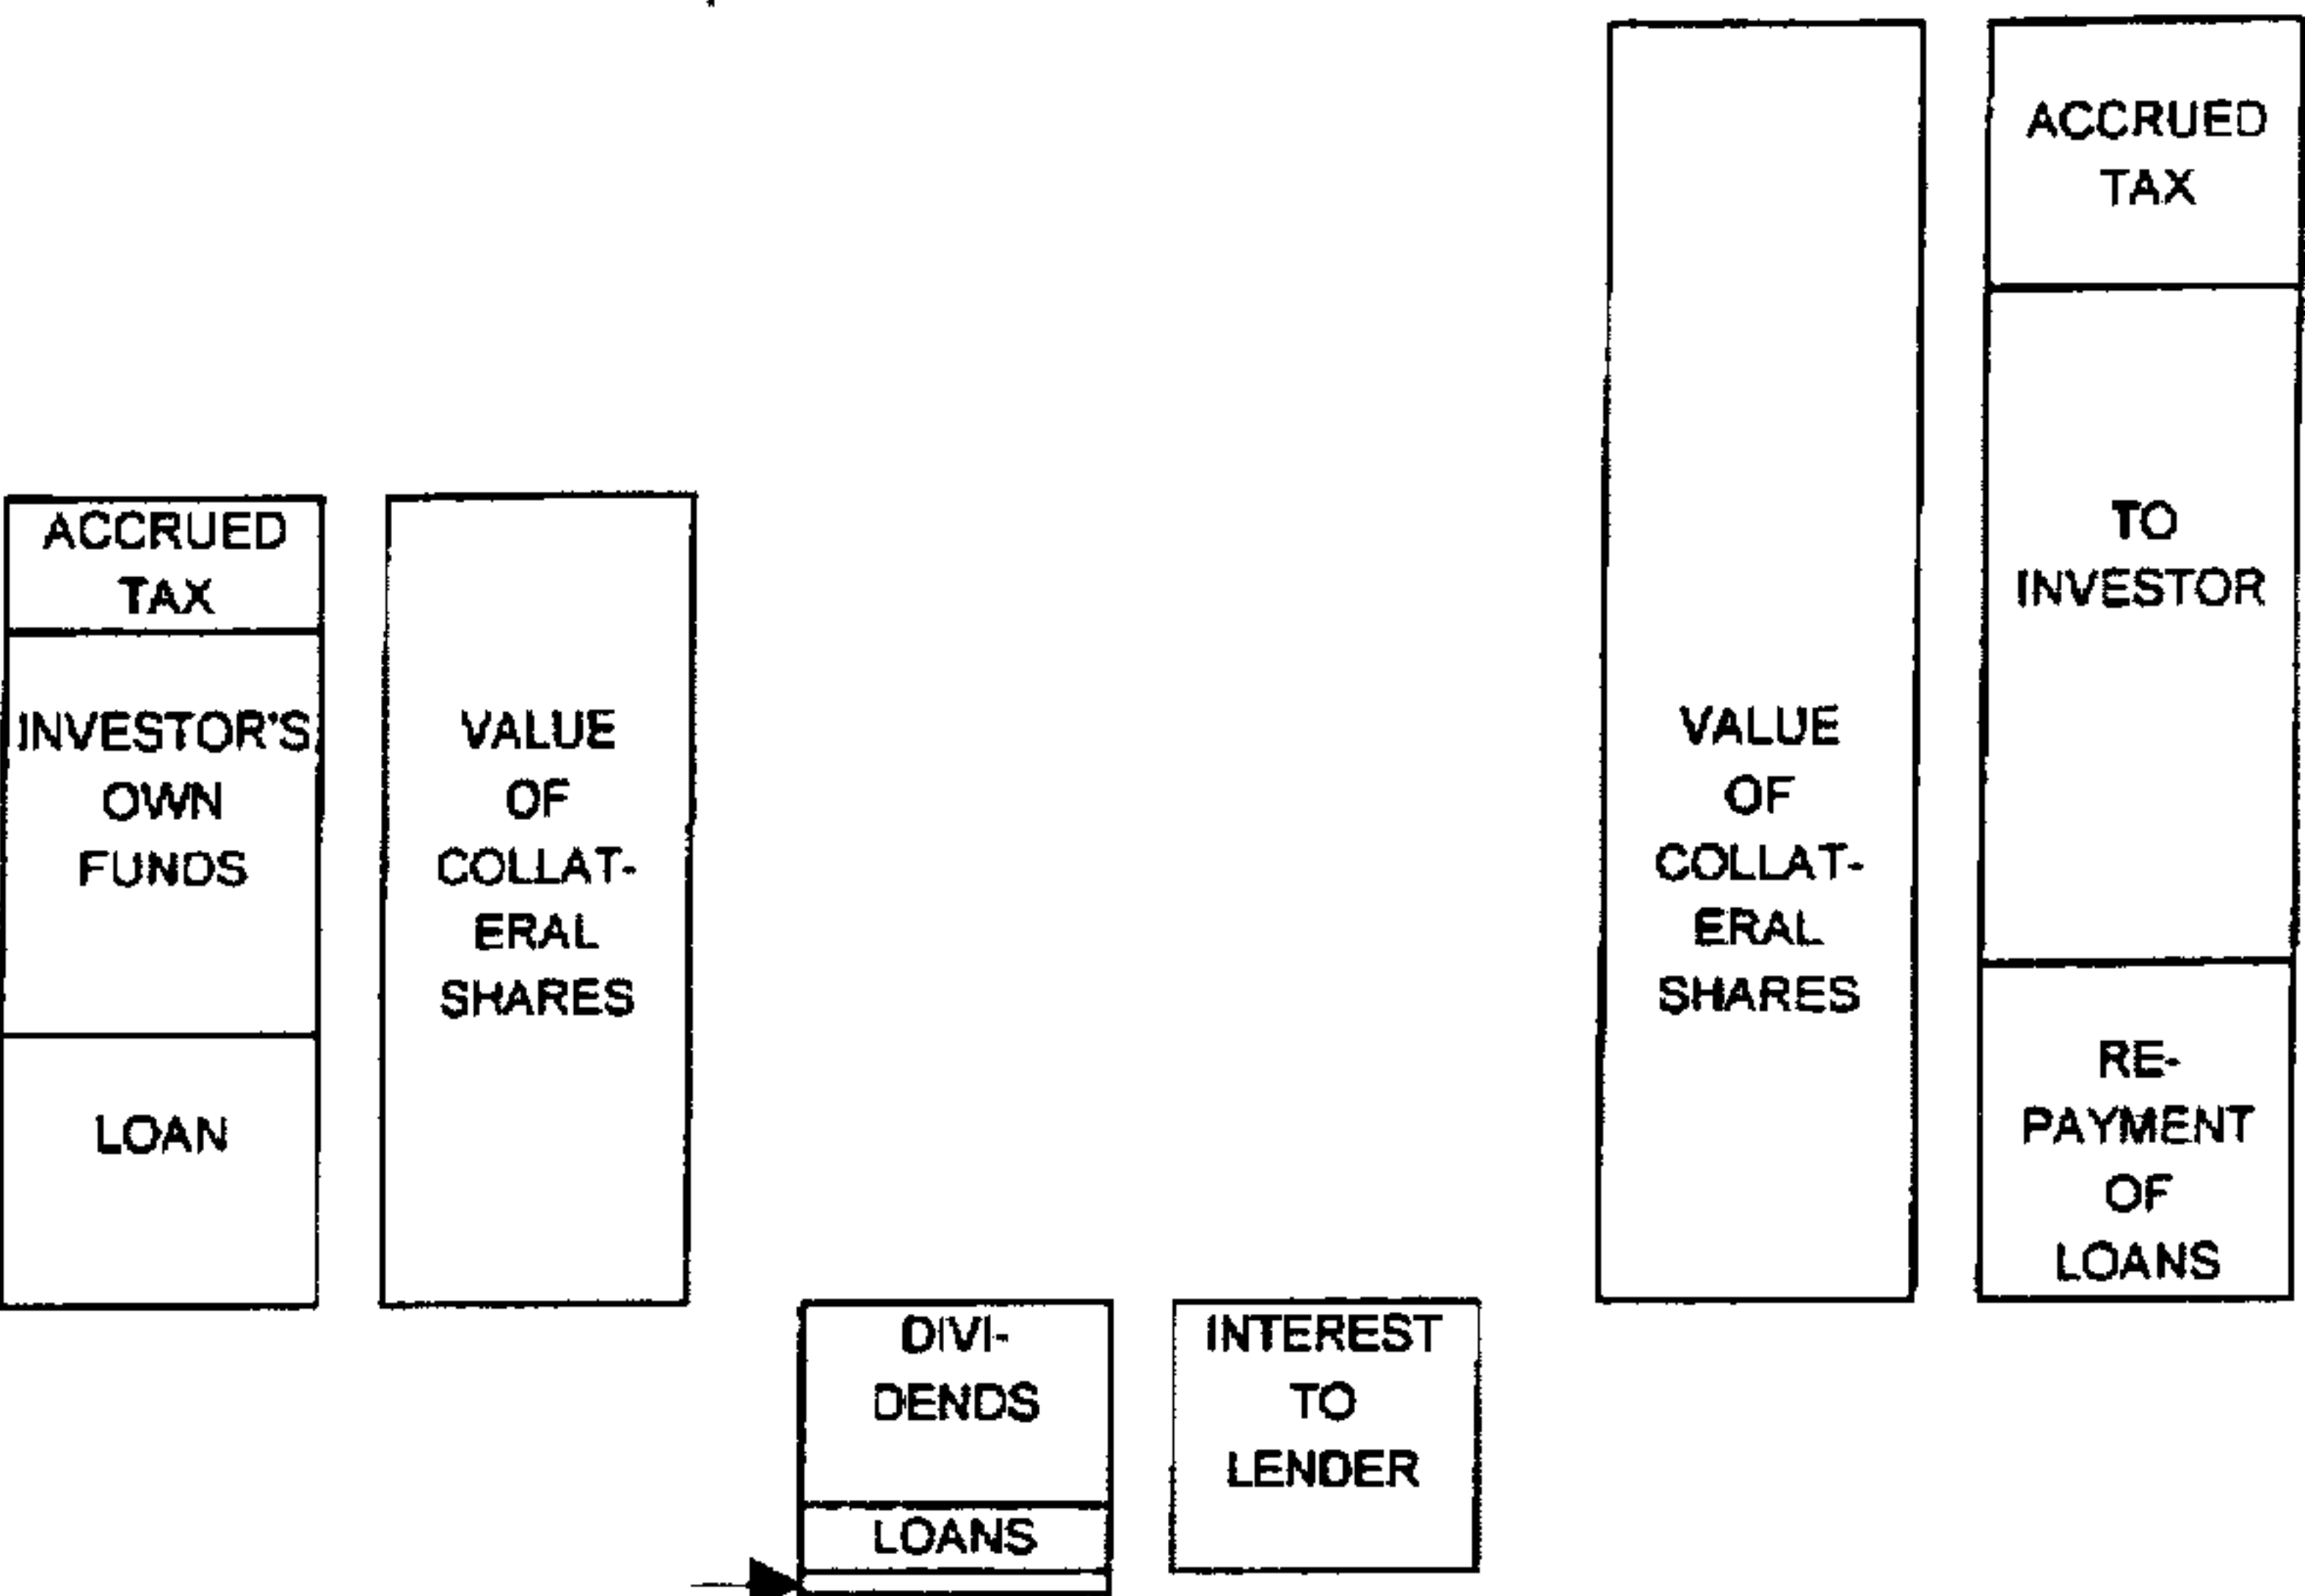 ACCRUED
TAX
INVESTOR'S
OWN
FUNDS
LOAN
VALUE
OF
COLLAT-
ERAL
SHARES
DIVI-
DENDS
LOANS
INTEREST
TO
LENDER
VALUE
OF
COLLAT-
ERAL
SHARES
ACCRUED
TAX
TO
INVESTOR
RE-
PAYMENT
OF
LOANS